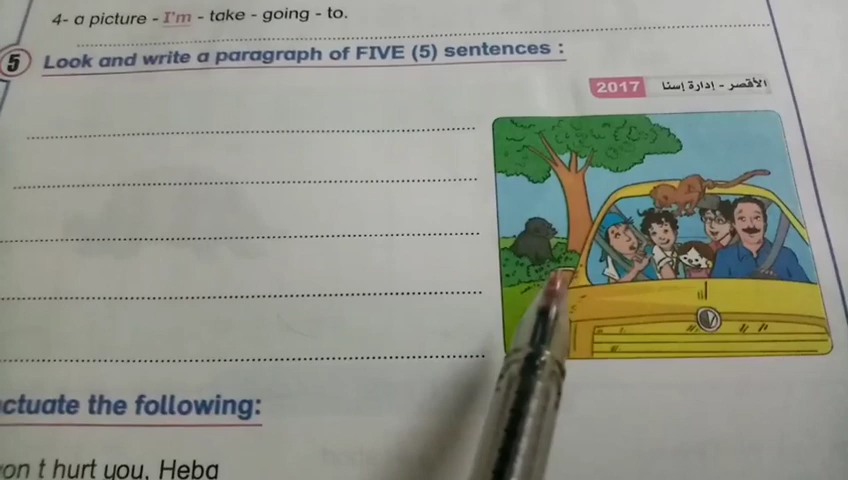 4- a picture - I'm - take - going - to.
5 Look and write a paragraph of FIVE (5) sentences :
2017 الأقصر - إدارة إسنا
ctuate the following:
on t hurt you, Heba